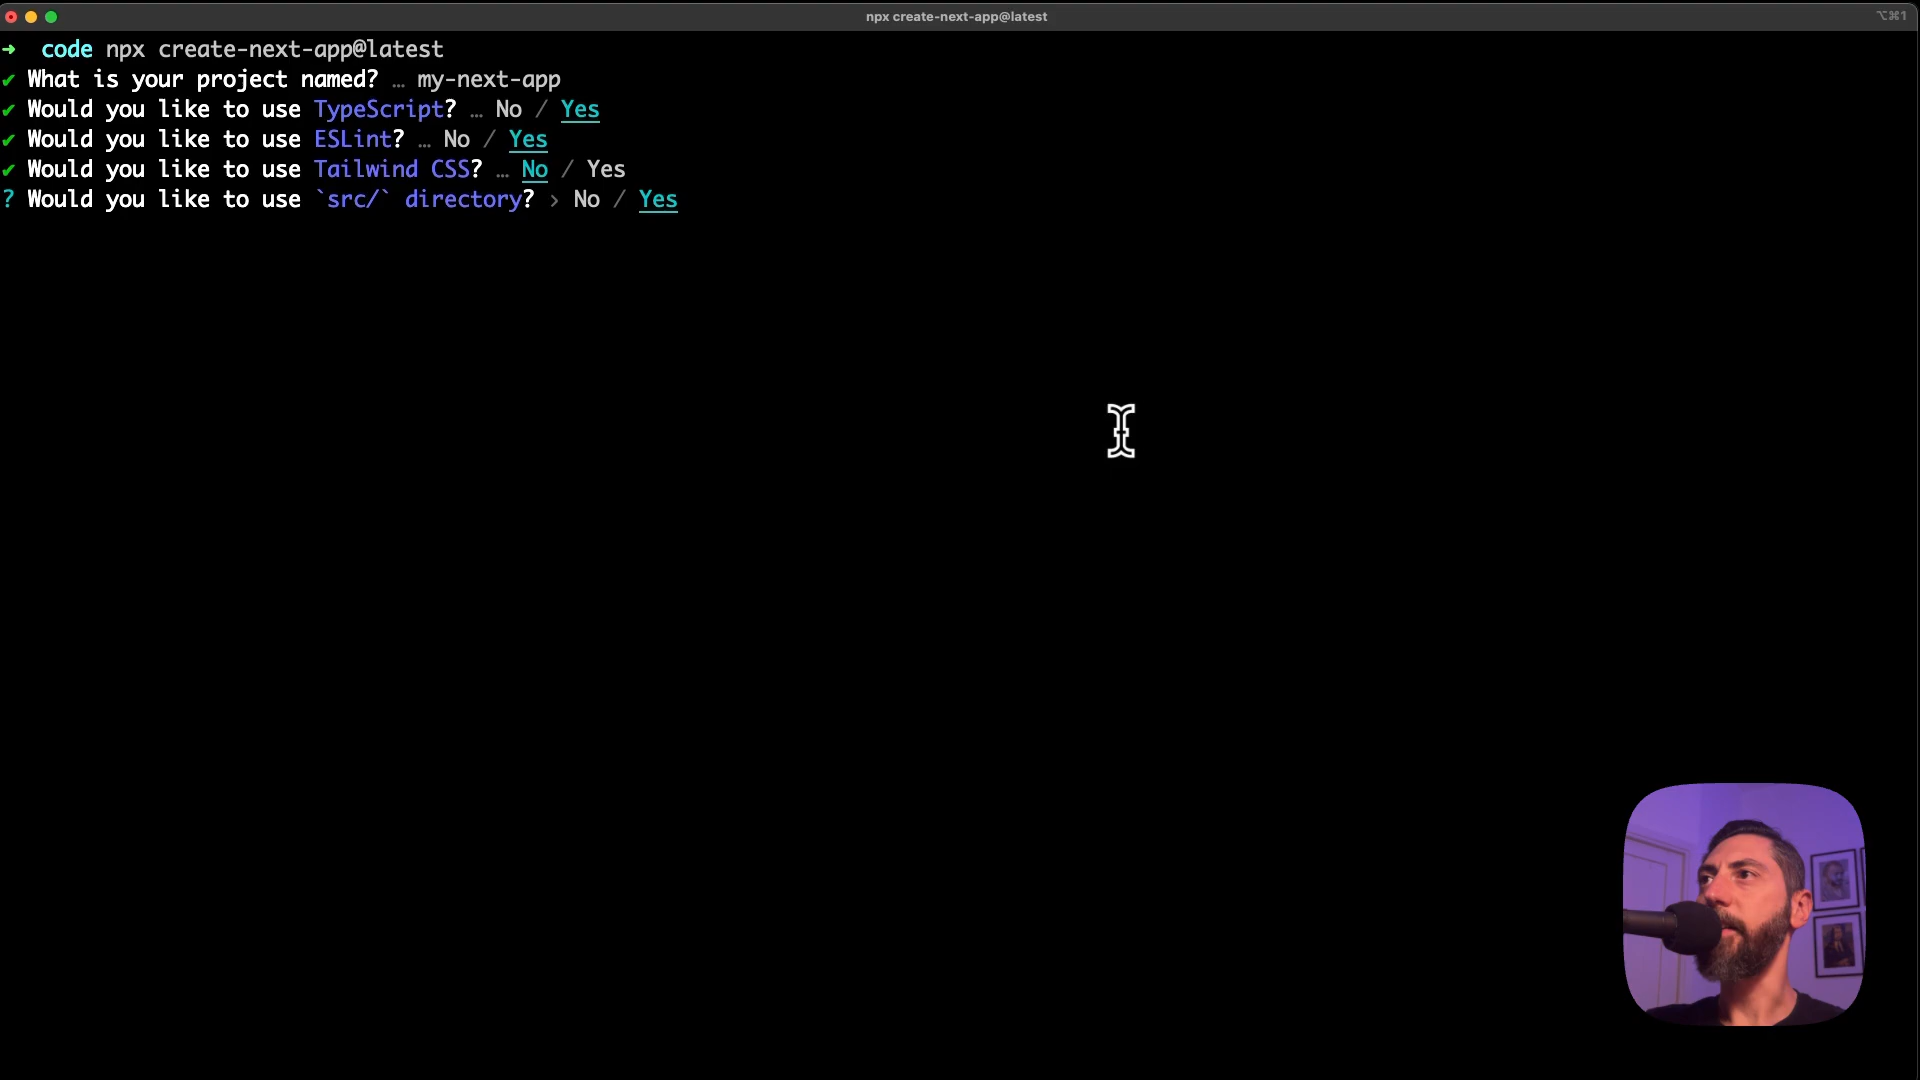 npx create-next-app@latest
⌥⌘1
➜ code npx create-next-app@latest
✔ What is your project named? … my-next-app
✔ Would you like to use TypeScript? … No / Yes
✔ Would you like to use ESLint? … No / Yes
✔ Would you like to use Tailwind CSS? … No / Yes
? Would you like to use `src/` directory? › No / Yes